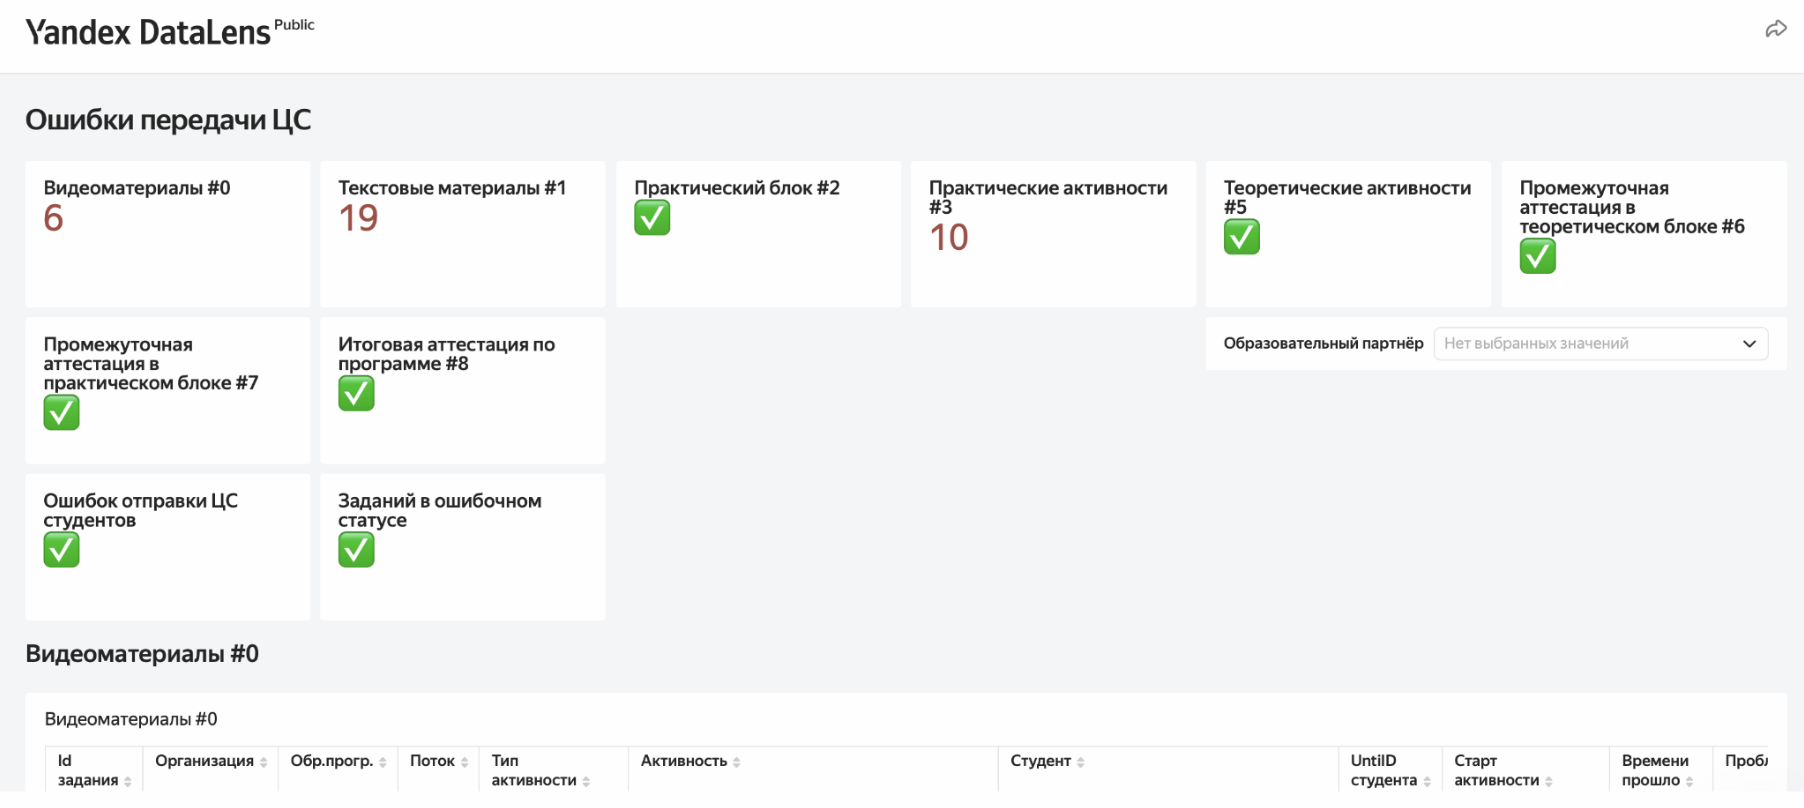 Yandex DataLens Public
Ошибки передачи ЦС
Видеоматериалы #0
6
Текстовые материалы #1
19
Практический блок #2
Практические активности
#3
10
Теоретические активности
#5
Промежуточная
аттестация в
теоретическом блоке #6
Промежуточная
аттестация в
практическом блоке #7
Итоговая аттестация по
программе #8
Образовательный партнёр
Нет выбранных значений
Ошибок отправки ЦС
студентов
Заданий в ошибочном
статусе
Видеоматериалы #0
Видеоматериалы #0
Id
задания
Организация
Обр.прогр.
Поток
Тип
активности
Активность
Студент
UntiID
студента
Старт
активности
Времени
прошло
Пробл